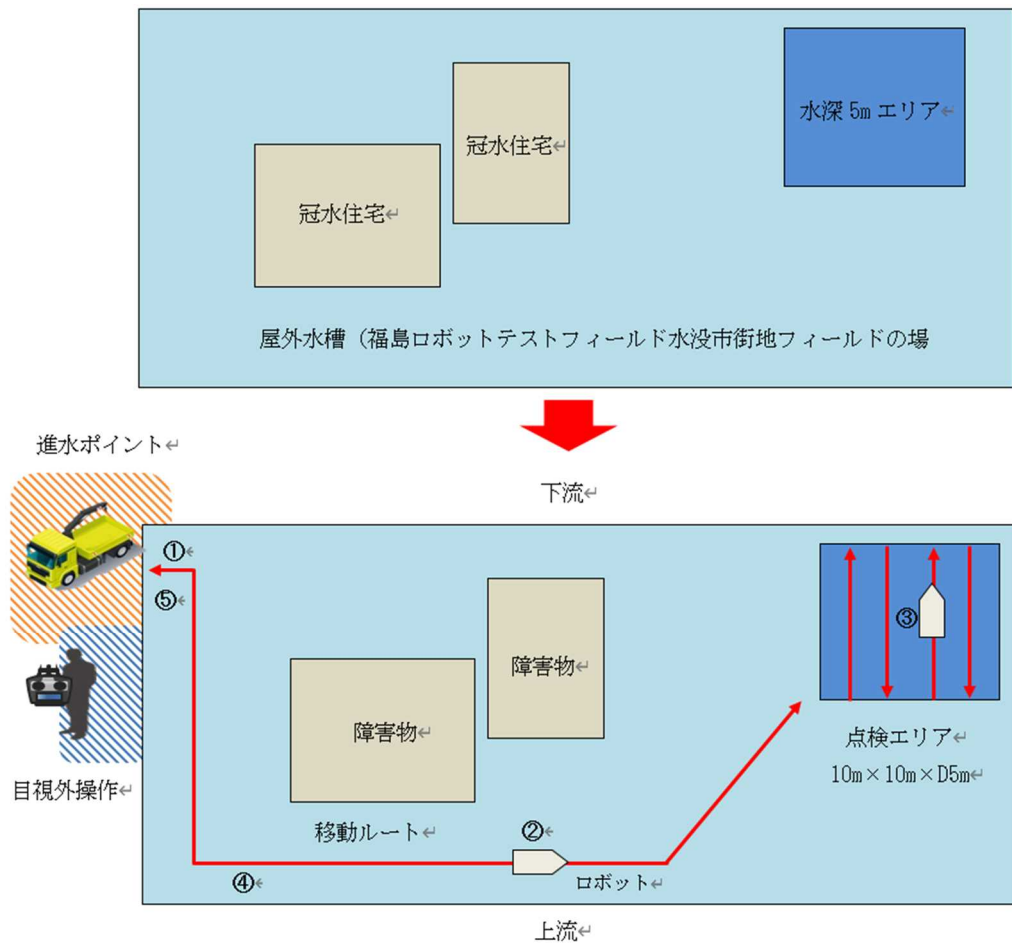 水深 5m エリア↵
冠水住宅↵
冠水住宅↵
屋外水槽（福島ロボットテストフィールド水没市街地フィールドの場
進水ポイント↵
下流↵
①↵
⑤↵
③
障害物↵
障害物↵
点検エリア↵
10m×10m×D5m↵
目視外操作↵
移動ルート↵
②↵
④↵
ロボット↵
上流↵